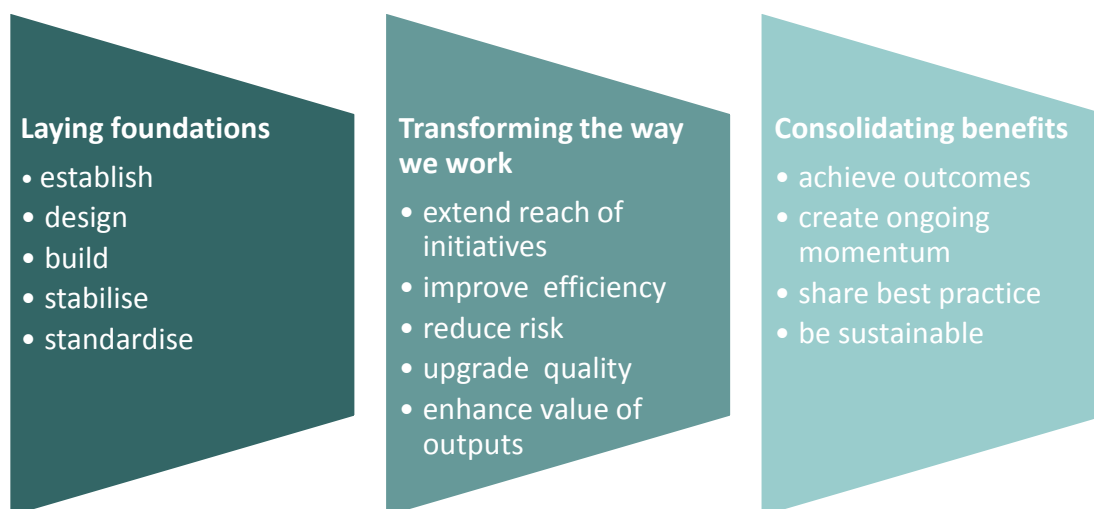 Laying foundations
• establish
• design
• build
• stabilise
• standardise
Transforming the way
we work
• extend reach of
initiatives
• improve  efficiency
• reduce risk
• upgrade  quality
• enhance value of
outputs
Consolidating benefits
• achieve outcomes
• create ongoing
momentum
• share best practice
• be sustainable